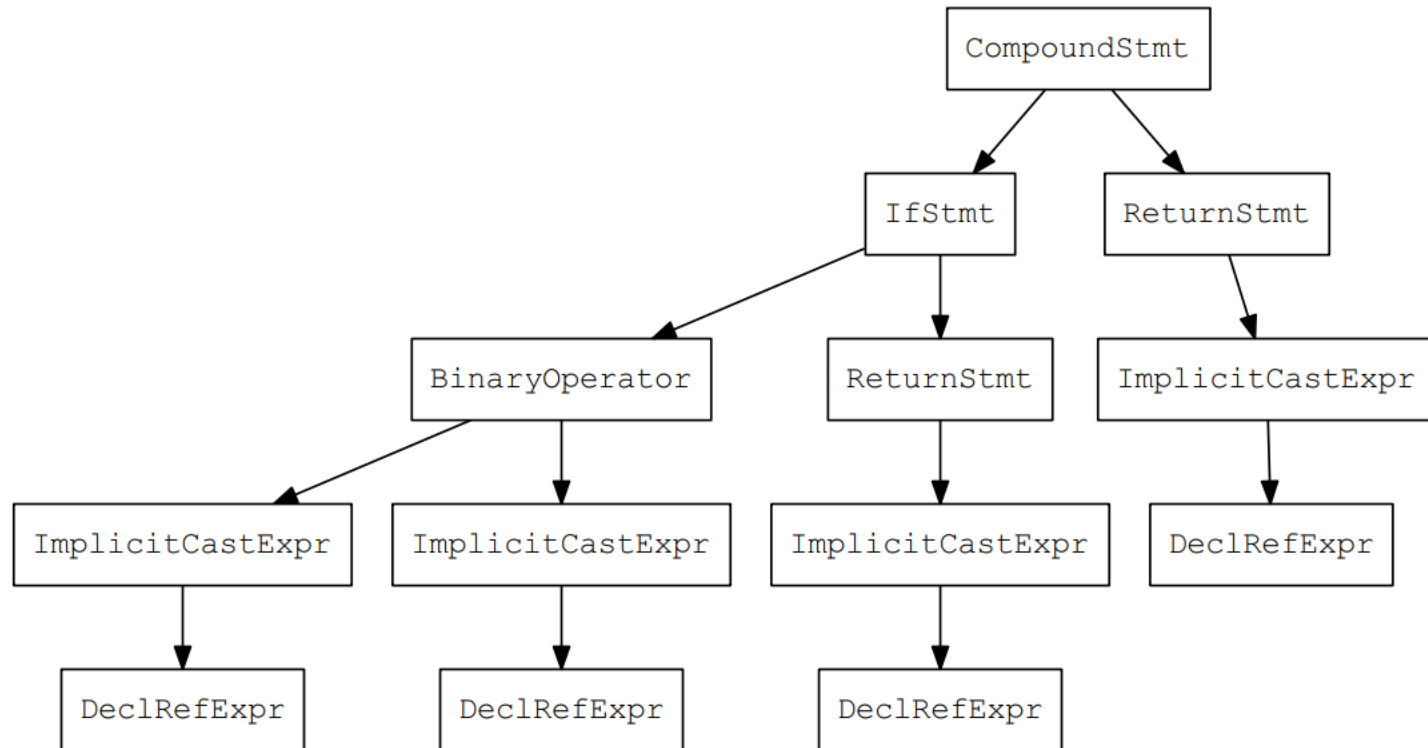 CompoundStmt
IfStmt
ReturnStmt
BinaryOperator
ReturnStmt
ImplicitCastExpr
ImplicitCastExpr
ImplicitCastExpr
ImplicitCastExpr
DeclRefExpr
DeclRefExpr
DeclRefExpr
DeclRefExpr